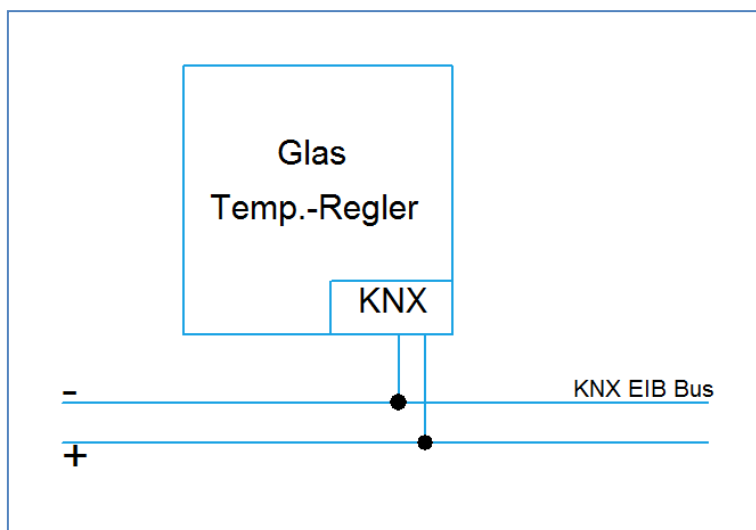 Glas
Temp.-Regler
KNX
-
KNX EIB Bus
+